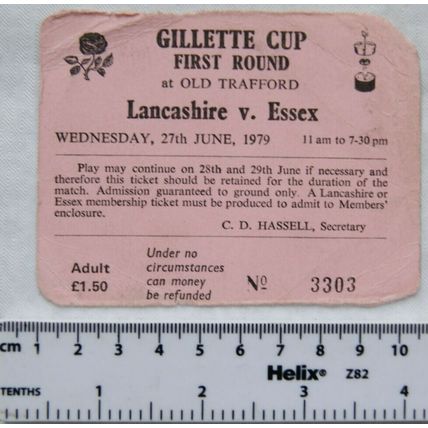 GILLETTE CUP
FIRST ROUND
at OLD TRAFFORD
Lancashire v. Essex
WEDNESDAY, 27th JUNE, 1979 11 am to 7-30 pm
Play may continue on 28th and 29th June if necessary and
therefore this ticket should be retained for the duration of the
match. Admission guaranteed to ground only. A Lancashire or
Essex membership ticket must be produced to admit to Members'
enclosure.
C. D. HASSELL, Secretary
Adult
£1.50
Under no
circumstances
can money
be refunded
No 3303
cm 1 2 3 4 5 6 7 8 9 10
Helix® Z82
TENTHS 1 2 3 4